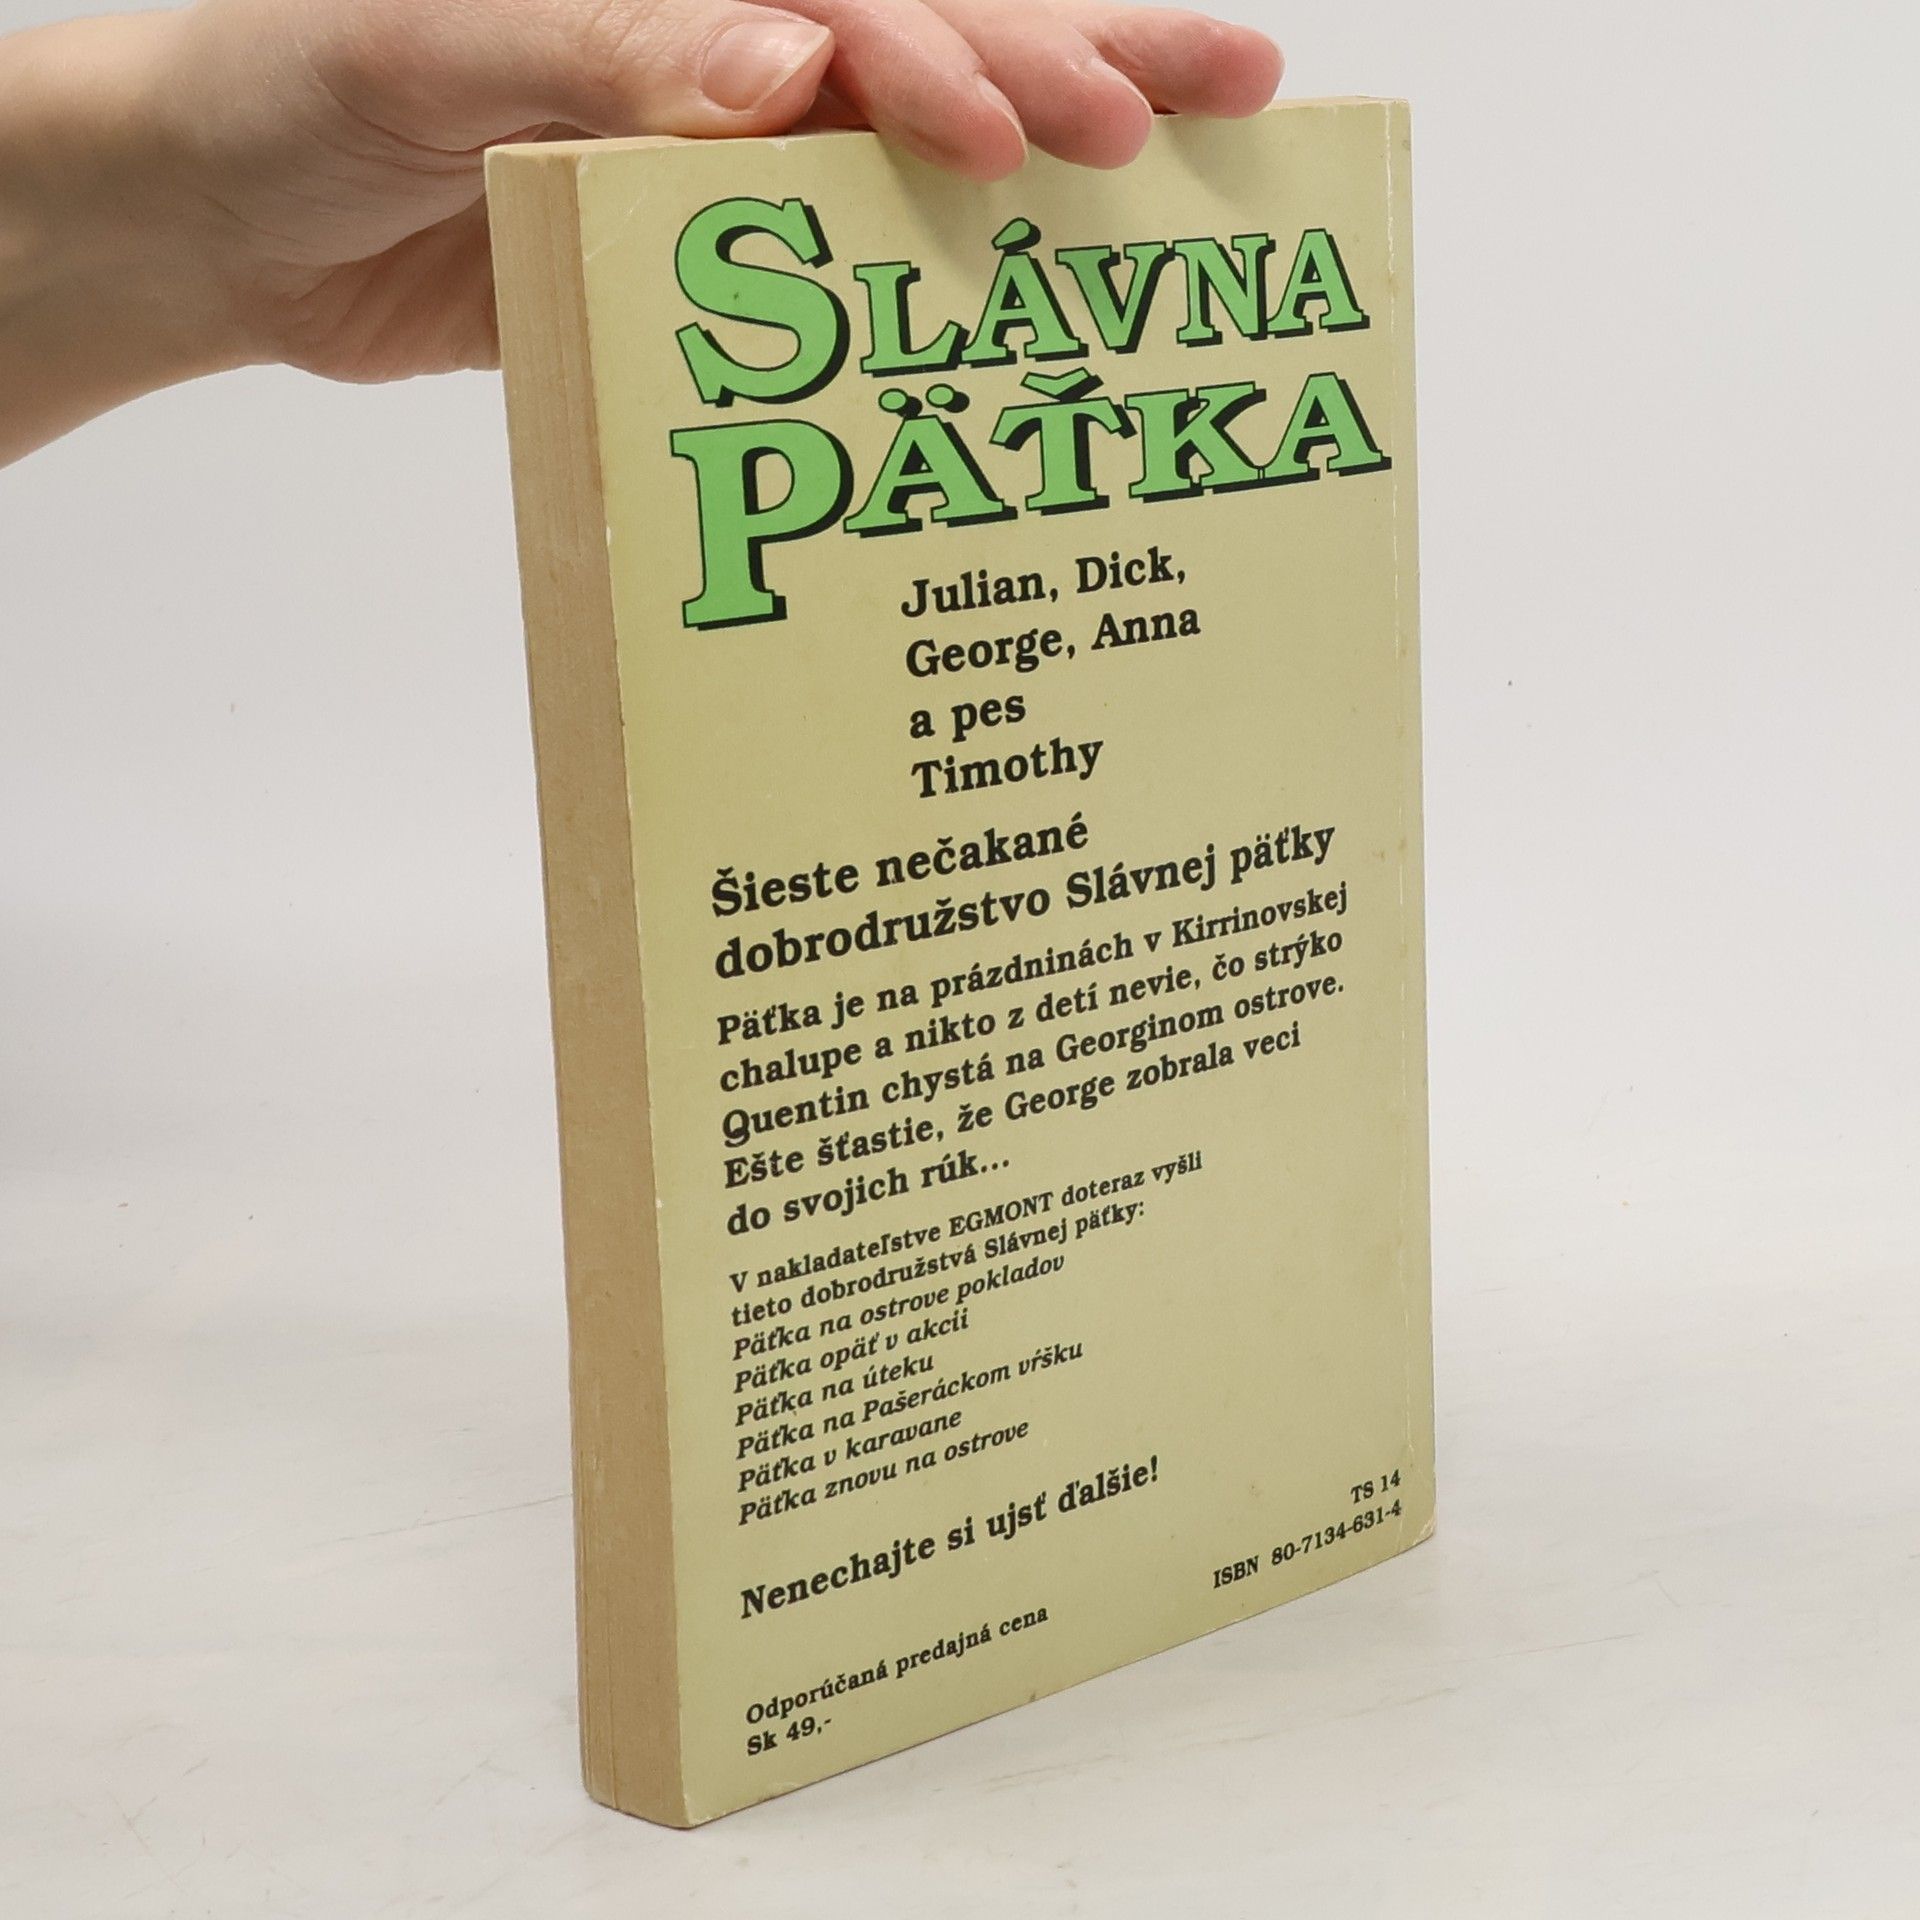 SLÁVNA
PÄŤKA
Julian, Dick,
George, Anna
a pes
Timothy
Šieste nečakané
dobrodružstvo Slávnej päťky
Päťka je na prázdninách v Kirrinovskej
chalupe a nikto z detí nevie, čo strýko
Quentin chystá na Georginom ostrove.
Ešte šťastie, že George zobrala veci
do svojich rúk...
V nakladateľstve EGMONT doteraz vyšli
tieto dobrodružstvá Slávnej päťky:
Päťka na ostrove pokladov
Päťka opäť v akcii
Päťka na úteku
Päťka na Pašeráckom vŕšku
Päťka v karavane
Päťka znovu na ostrove
Nenechajte si ujsť ďalšie!
TS 14
ISBN 80-7134-631-4
Odporúčaná predajná cena
Sk 49,-